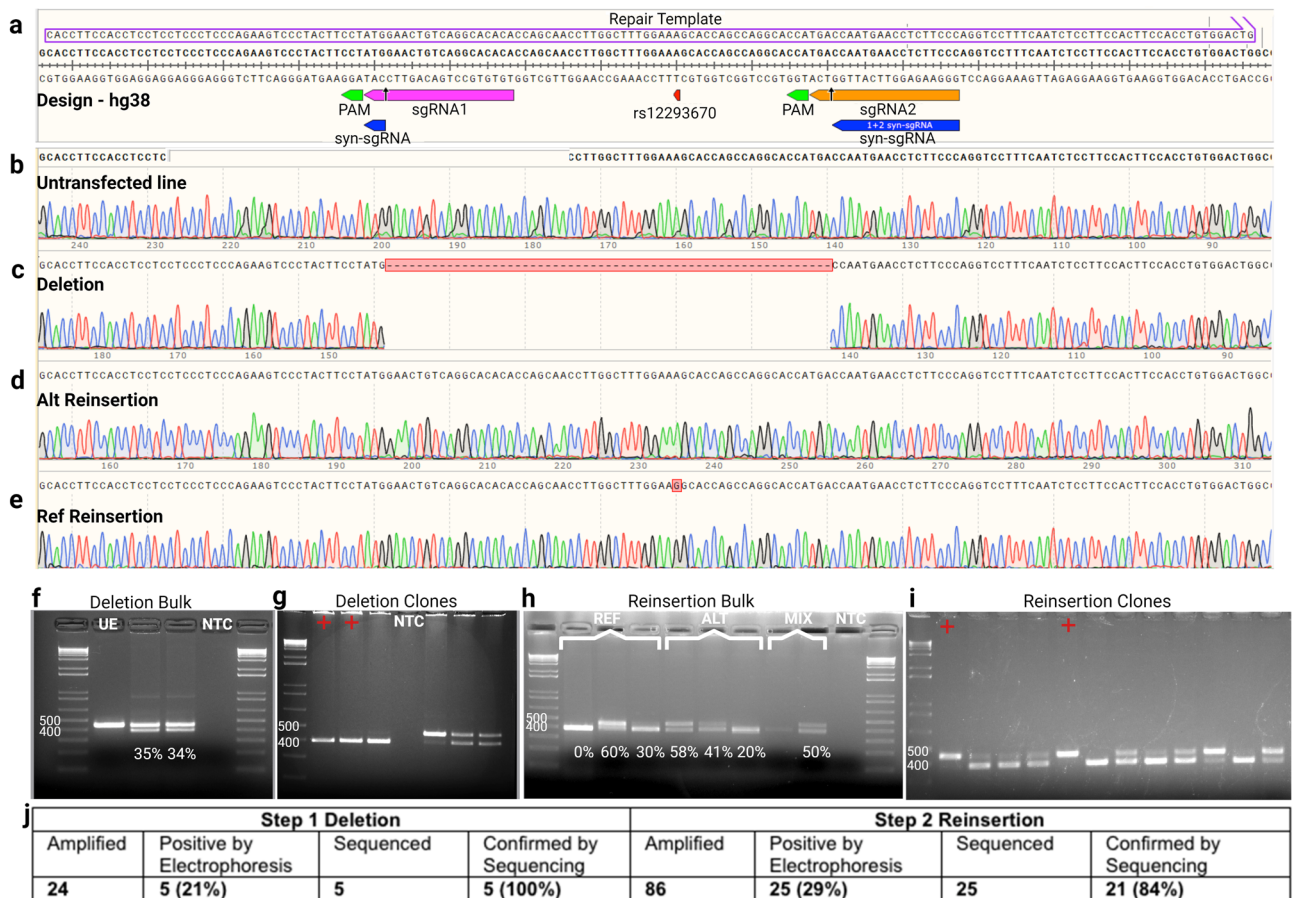 a
Repair Template
CACCTTCCACCTCCTCCTCCCTCCCAGAAGTCCCTACTTCCTATGGAACTGTCAGGCACACACCAGCAACCTTGGCTTTGGAAAGCACCAGCCAGGCACCATGACCAATGAACCTCTTCCCAGGTCCTTTCAATCTCCTTCCACTTCCACCTGTGGACTG
GCACCTTCCACCTCCTCCTCCCTCCCAGAAGTCCCTACTTCCTATGGAACTGTCAGGCACACACCAGCAACCTTGGCTTTGGAAAGCACCAGCCAGGCACCATGACCAATGAACCTCTTCCCAGGTCCTTTCAATCTCCTTCCACTTCCACCTGTGGACTGGC
CGTGGAAGGTGGAGGAGGAGGGAGGGTCTTCAGGGATGAAGGATACCTTGACAGTCCGTGTGTGGTCGTTGGAACCGAAACCTTTCGTGGTCGGTCCGTGGTACTGGTTACTTGGAGAAGGGTCCAGGAAAGTTAGAGGAAGGTGAAGGTGGACACCTGACCG
Design - hg38
PAM sgRNA1 rs12293670 PAM sgRNA2
1+2 syn-sgRNA
syn-sgRNA syn-sgRNA
b
GCACCTTCCACCTCCTC CCTTGGCTTTGGAAAGCACCAGCCAGGCACCATGACCAATGAACCTCTTCCCAGGTCCTTTCAATCTCCTTCCACTTCCACCTGTGGACTGGC
Untransfected line
240 230 220 210 200 190 180 170 160 150 140 130 120 110 100 90
c
GCACCTTCCACCTCCTCCTCCCTCCCAGAAGTCCCTACTTCCTATG-----------------------------------------------------------CCAATGAACCTCTTCCCAGGTCCTTTCAATCTCCTTCCACTTCCACCTGTGGACTGGC
Deletion
180 170 160 150 140 130 120 110 100 90
d
GCACCTTCCACCTCCTCCTCCCTCCCAGAAGTCCCTACTTCCTATGGAACTGTCAGGCACACACCAGCAACCTTGGCTTTGGAAAGCACCAGCCAGGCACCATGACCAATGAACCTCTTCCCAGGTCCTTTCAATCTCCTTCCACTTCCACCTGTGGACTGGC
Alt Reinsertion
160 170 180 190 200 210 220 230 240 250 260 270 280 290 300 310
e
GCACCTTCCACCTCCTCCTCCCTCCCAGAAGTCCCTACTTCCTATGGAACTGTCAGGCACACACCAGCAACCTTGGCTTTGGAAGGCACCAGCCAGGCACCATGACCAATGAACCTCTTCCCAGGTCCTTTCAATCTCCTTCCACTTCCACCTGTGGACTGGC
Ref Reinsertion
f
Deletion Bulk
UE NTC
500
400
35% 34%
g
Deletion Clones
+ + NTC
500
400
h
Reinsertion Bulk
REF ALT MIX NTC
500
400
0% 60% 30% 58% 41% 20% 50%
i
Reinsertion Clones
+ +
500
400
j
Step 1 Deletion Step 2 Reinsertion
Amplified Positive by Sequenced Confirmed by Amplified Positive by Sequenced Confirmed by
Electrophoresis Sequencing Electrophoresis Sequencing
24 5 (21%) 5 5 (100%) 86 25 (29%) 25 21 (84%)